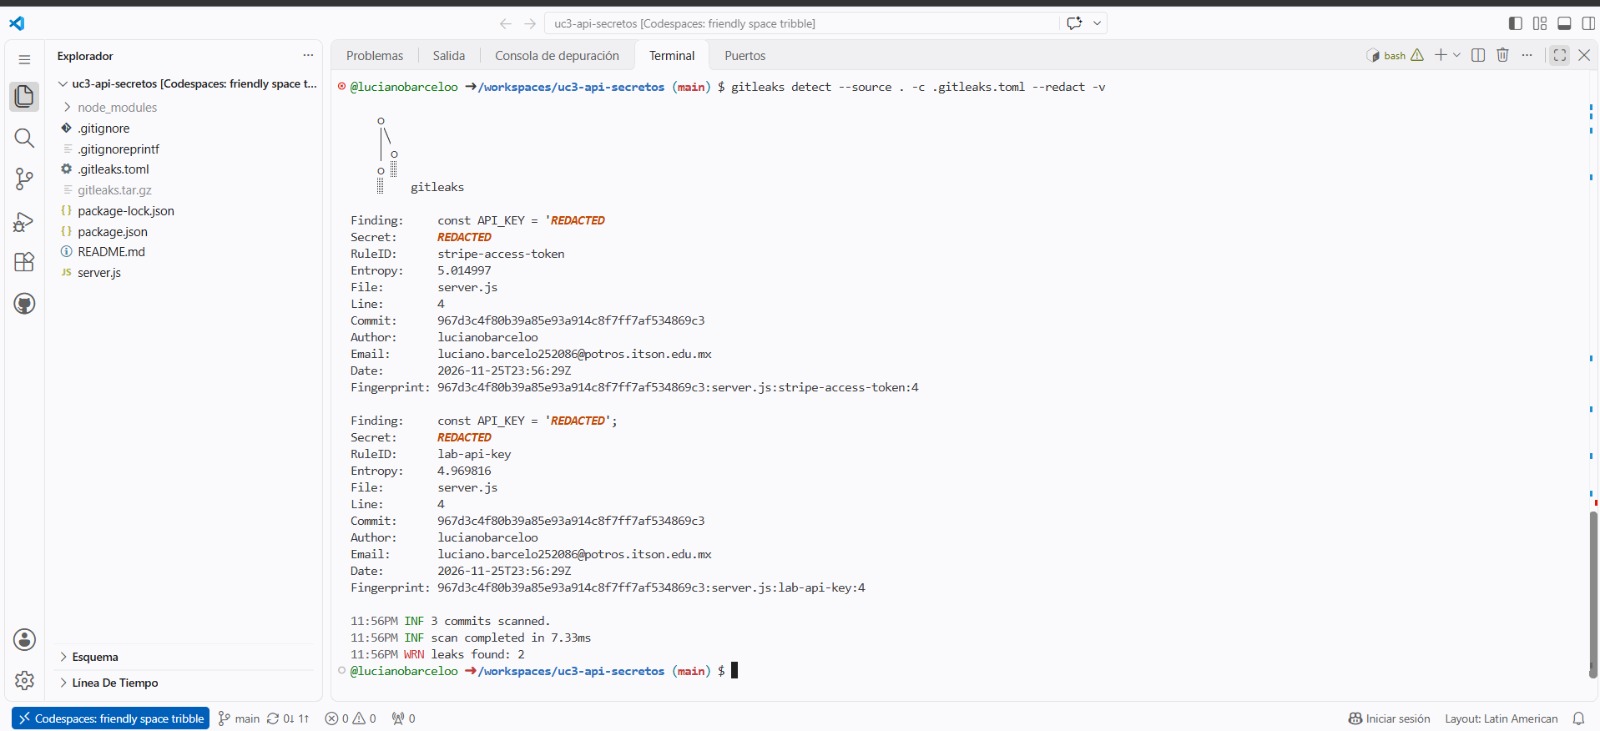 uc3-api-secretos [Codespaces: friendly space tribble]
Explorador
uc3-api-secretos [Codespaces: friendly space t...
node_modules
.gitignore
.gitignoreprintf
.gitleaks.toml
gitleaks.tar.gz
package-lock.json
package.json
README.md
JS server.js
Esquema
Línea De Tiempo
Problemas
Salida
Consola de depuración
Terminal
Puertos
bash
@lucianobarceloo ➜/workspaces/uc3-api-secretos (main) $ gitleaks detect --source . -c .gitleaks.toml --redact -v
gitleaks
Finding: const API_KEY = 'REDACTED
Secret: REDACTED
RuleID: stripe-access-token
Entropy: 5.014997
File: server.js
Line: 4
Commit: 967d3c4f80b39a85e93a914c8f7ff7af534869c3
Author: lucianobarceloo
Email: luciano.barcelo252086@potros.itson.edu.mx
Date: 2026-11-25T23:56:29Z
Fingerprint: 967d3c4f80b39a85e93a914c8f7ff7af534869c3:server.js:stripe-access-token:4
Finding: const API_KEY = 'REDACTED';
Secret: REDACTED
RuleID: lab-api-key
Entropy: 4.969816
File: server.js
Line: 4
Commit: 967d3c4f80b39a85e93a914c8f7ff7af534869c3
Author: lucianobarceloo
Email: luciano.barcelo252086@potros.itson.edu.mx
Date: 2026-11-25T23:56:29Z
Fingerprint: 967d3c4f80b39a85e93a914c8f7ff7af534869c3:server.js:lab-api-key:4
11:56PM INF 3 commits scanned.
11:56PM INF scan completed in 7.33ms
11:56PM WRN leaks found: 2
@lucianobarceloo ➜/workspaces/uc3-api-secretos (main) $
Codespaces: friendly space tribble
main
0↓ 1↑
0
0
0
Iniciar sesión
Layout: Latin American